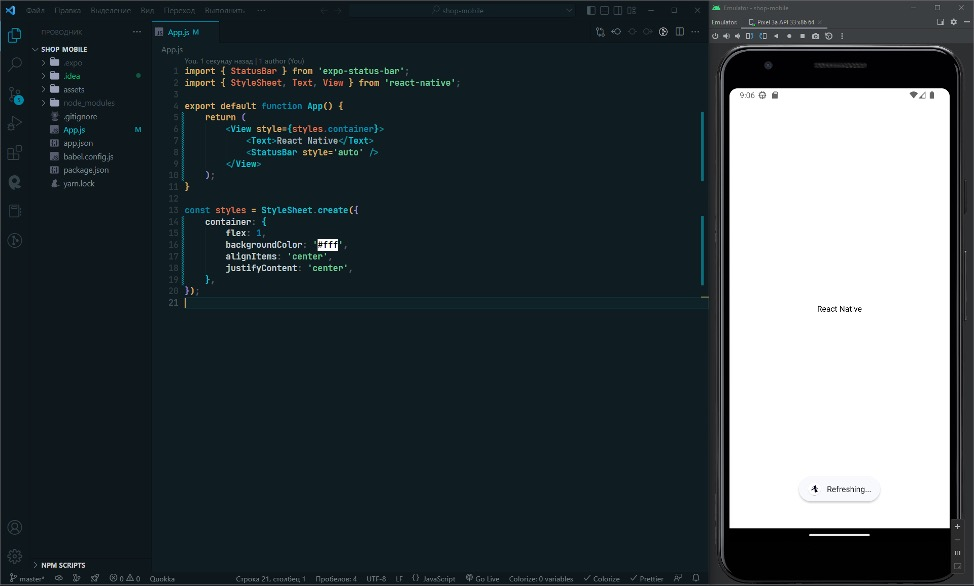 Файл Правка Выделение Вид Переход Выполнить ···
shop-mobile
ПРОВОДНИК
SHOP MOBILE
.expo
.idea
assets
node_modules
.gitignore
App.js M
app.json
babel.config.js
package.json
yarn.lock
NPM SCRIPTS
App.js M
App.js
You, 1 секунду назад | 1 author (You)
1 import { StatusBar } from 'expo-status-bar';
2 import { StyleSheet, Text, View } from 'react-native';
3
4 export default function App() {
5 return (
6 <View style={styles.container}>
7 <Text>React Native</Text>
8 <StatusBar style='auto' />
9 </View>
10 );
11 }
12
13 const styles = StyleSheet.create({
14 container: {
15 flex: 1,
16 backgroundColor: '#fff',
17 alignItems: 'center',
18 justifyContent: 'center',
19 },
20 });
21
master* 0 0 Quokka Строка 21, столбец 1 Пробелов: 4 UTF-8 LF {} JavaScript Go Live Colorize: 0 variables Colorize Prettier
Emulator - shop-mobile
Emulator: Pixel 3a API 33 x86 64
9:06
React Native
Refreshing...